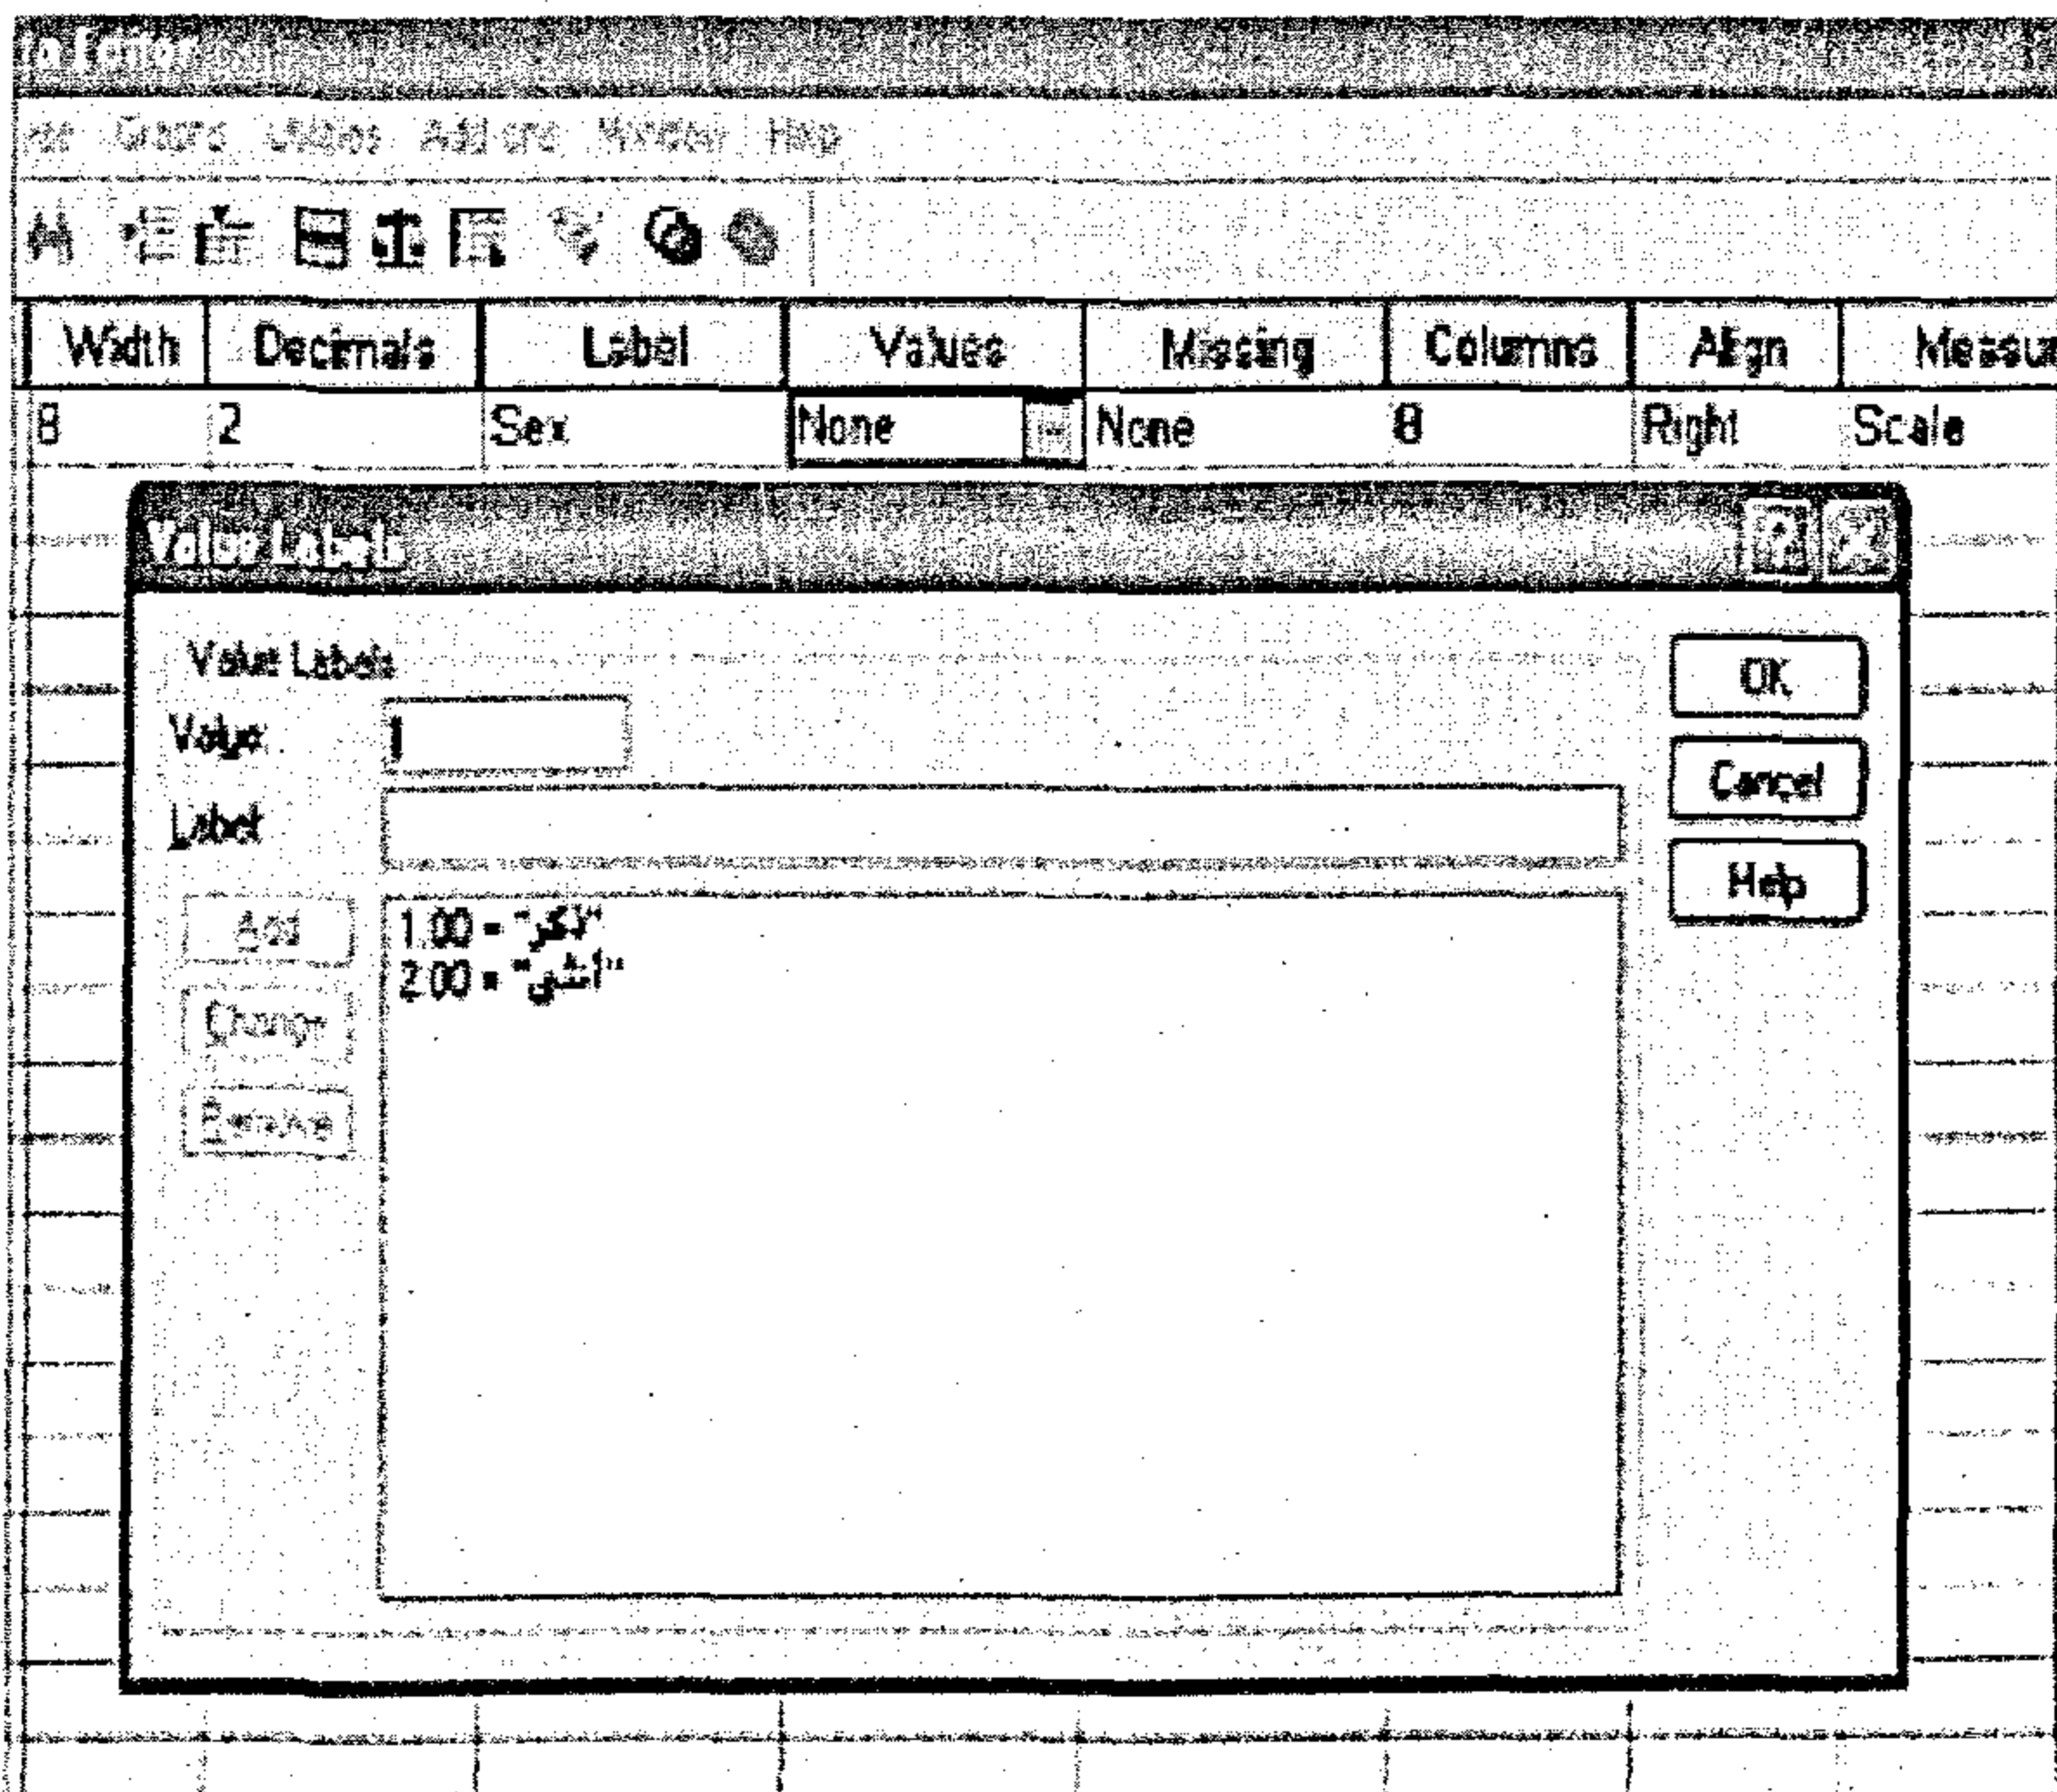 Editor
Utilities Add-ons Window Help
Width Decimals Label Values Missing Columns Align Measu
8 2 Sex None None 8 Right Scale
Value Labels
Value Labels
OK
Value:
Cancel
Label:
Help
Add
1.00 = "ذكر"
2.00 = "أنثى"
Change
Remove